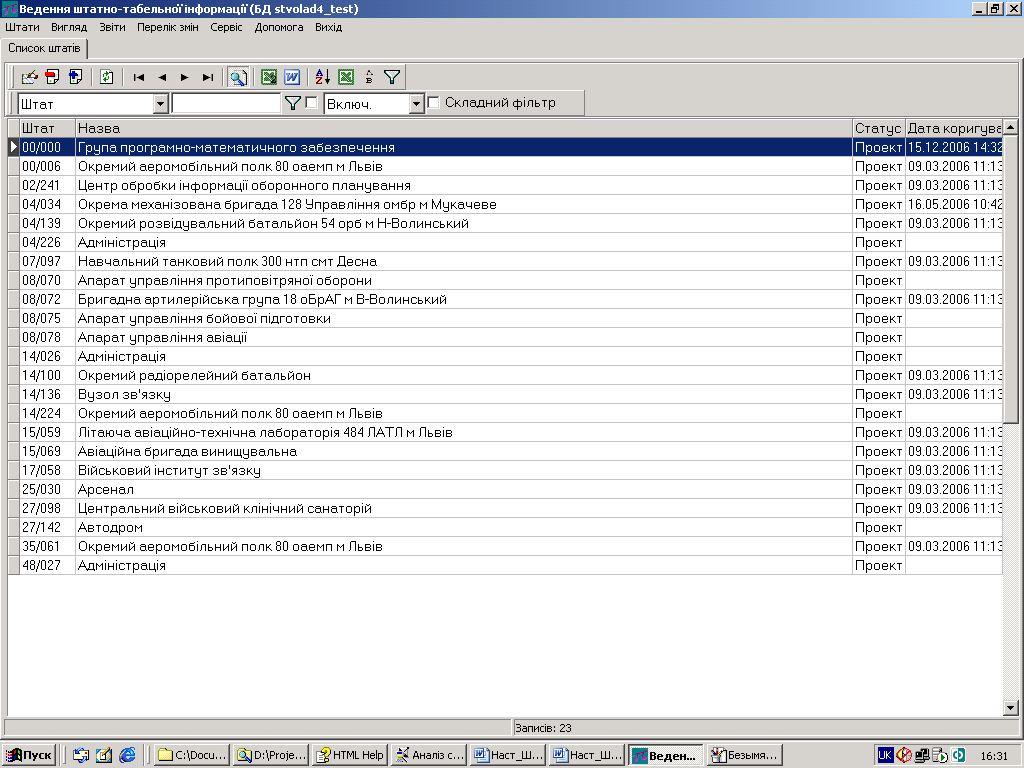 Ведення штатно-табельної інформації (БД stvolad4_test)
Штати Вигляд Звіти Перелік змін Сервіс Допомога Вихід
Список штатів
Штат Включ. Складний фільтр
Штат Назва Статус Дата коригува
00/000 Група програмно-математичного забезпечення Проект 15.12.2006 14:32
00/006 Окремий аеромобільний полк 80 оаемп м Львів Проект 09.03.2006 11:13
02/241 Центр обробки інформації оборонного планування Проект 09.03.2006 11:13
04/034 Окрема механізована бригада 128 Управління омбр м Мукачеве Проект 16.05.2006 10:42
04/139 Окремий розвідувальний батальйон 54 орб м Н-Волинський Проект 09.03.2006 11:13
04/226 Адміністрація Проект
07/097 Навчальний танковий полк 300 нтп смт Десна Проект 09.03.2006 11:13
08/070 Апарат управління протиповітряної оборони Проект
08/072 Бригадна артилерійська група 18 оБрАГ м В-Волинський Проект 09.03.2006 11:13
08/075 Апарат управління бойової підготовки Проект
08/078 Апарат управління авіації Проект
14/026 Адміністрація Проект
14/100 Окремий радіорелейний батальйон Проект 09.03.2006 11:13
14/136 Вузол зв'язку Проект 09.03.2006 11:13
14/224 Окремий аеромобільний полк 80 оаемп м Львів Проект
15/059 Літаюча авіаційно-технічна лабораторія 484 ЛАТЛ м Львів Проект 09.03.2006 11:13
15/069 Авіаційна бригада винищувальна Проект 09.03.2006 11:13
17/058 Військовий інститут зв'язку Проект 09.03.2006 11:13
25/030 Арсенал Проект 09.03.2006 11:13
27/098 Центральний військовий клінічний санаторій Проект 09.03.2006 11:13
27/142 Автодром Проект
35/061 Окремий аеромобільний полк 80 оаемп м Львів Проект 09.03.2006 11:13
48/027 Адміністрація Проект
Записів: 23
Пуск C:\Docu... D:\Proje... HTML Help Аналіз с... Наст_Ш... Наст_Ш... Веден... Безымя... UK 16:31